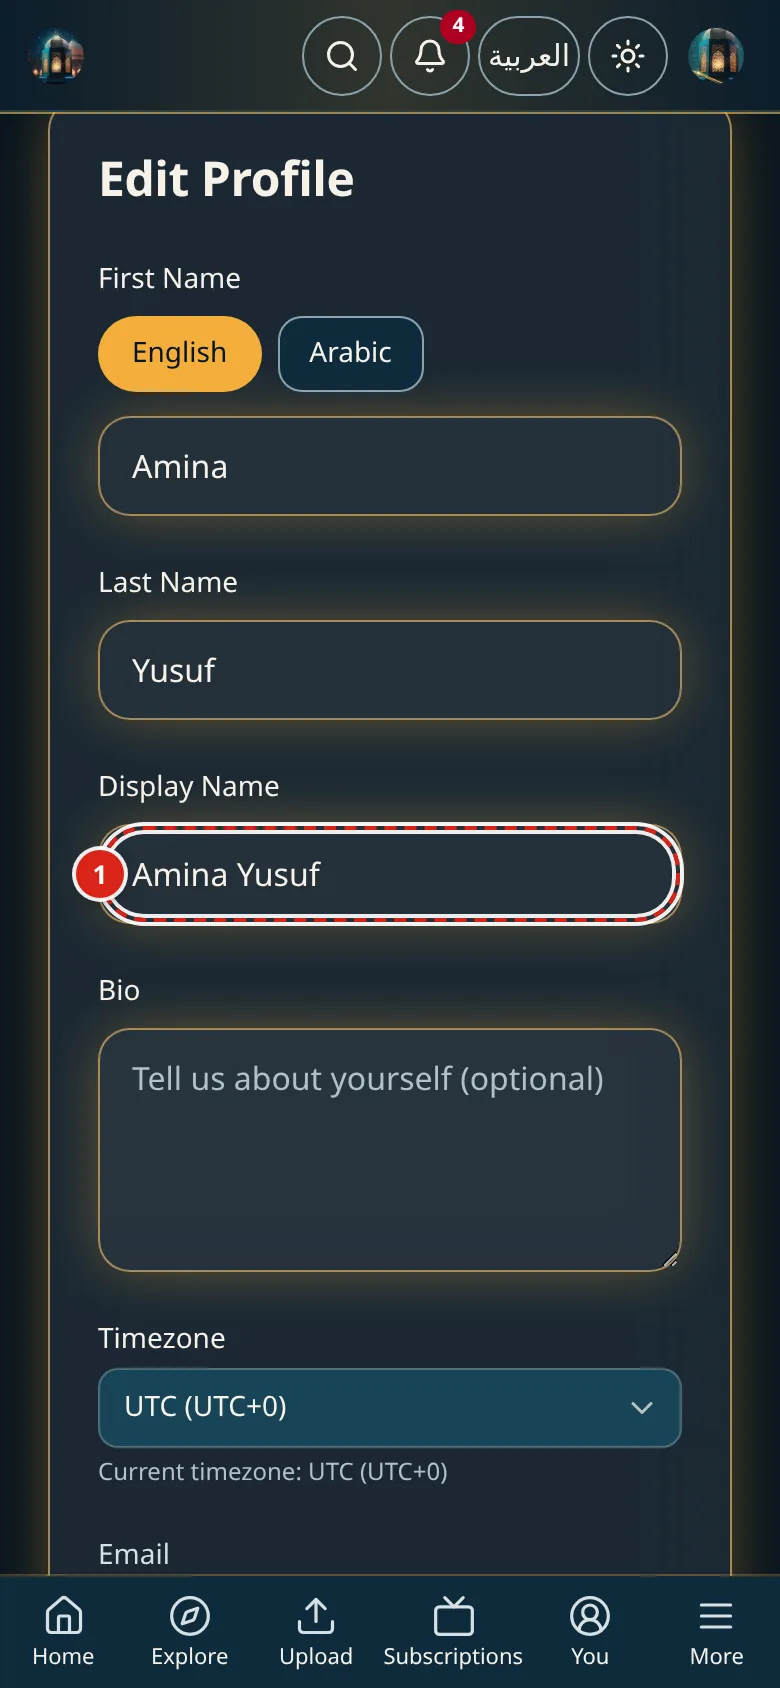 4
العربية
Edit Profile
First Name
English
Arabic
Amina
Last Name
Yusuf
Display Name
1
Amina Yusuf
Bio
Tell us about yourself (optional)
Timezone
UTC (UTC+0)
Current timezone: UTC (UTC+0)
Email
Home
Explore
Upload
Subscriptions
You
More